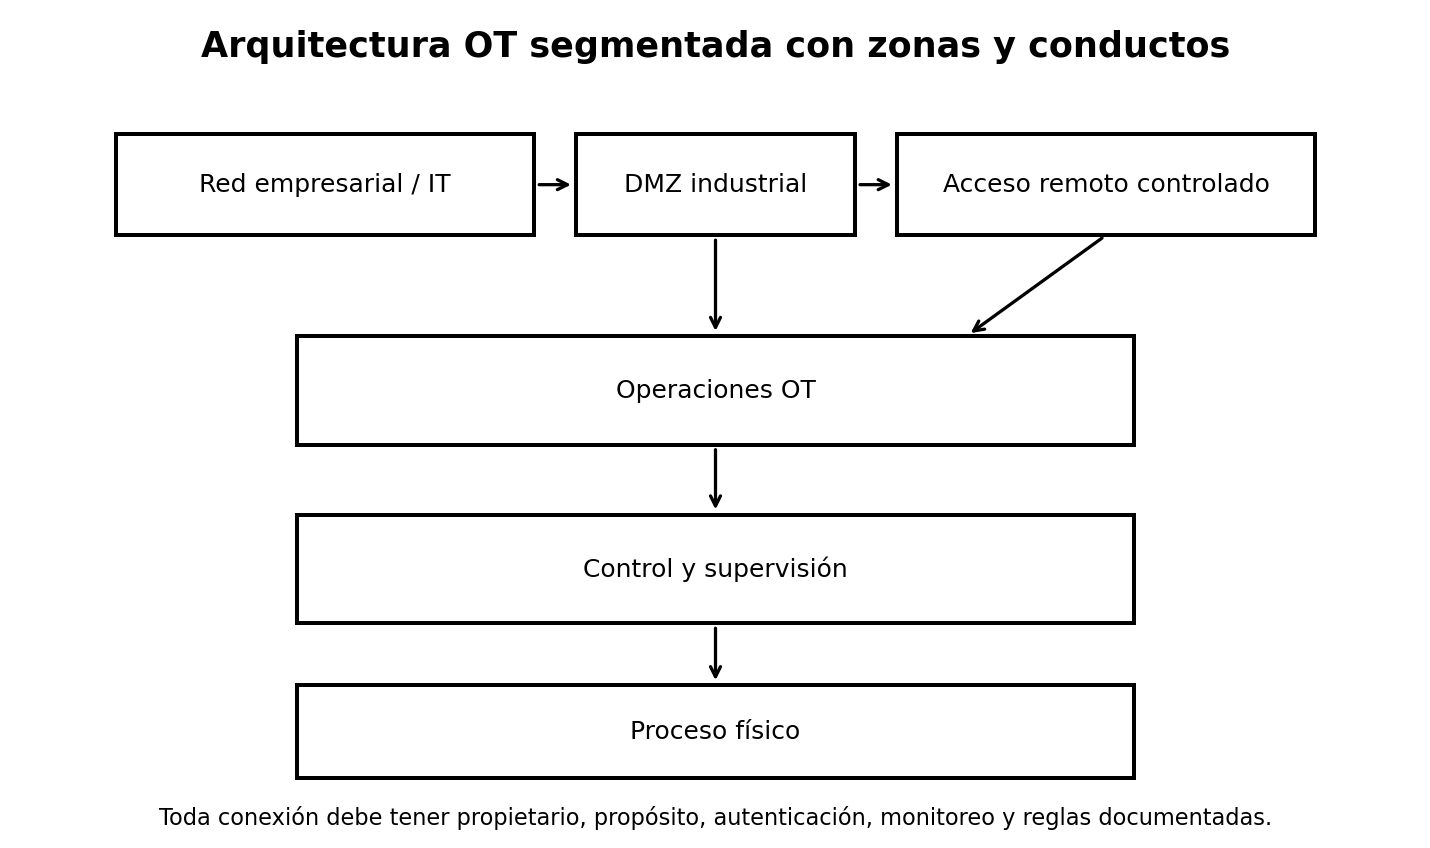 Arquitectura OT segmentada con zonas y conductos
Red empresarial / IT
DMZ industrial
Acceso remoto controlado
Operaciones OT
Control y supervisión
Proceso físico
Toda conexión debe tener propietario, propósito, autenticación, monitoreo y reglas documentadas.